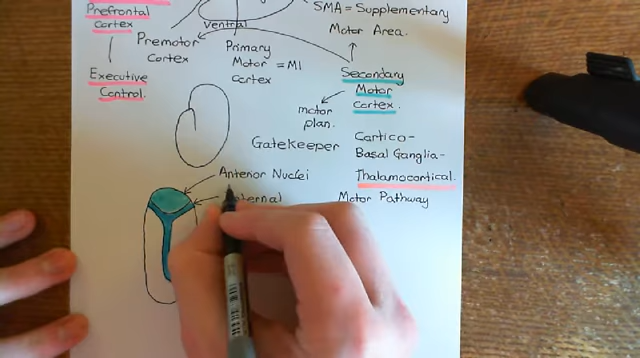 Prefrontal
Cortex
Executive
Control.
ventral
Premotor
Cortex
Primary
Motor = M1
Cortex
SMA = Supplementary
Motor Area.
Secondary
Motor
Cortex.
motor
plan.
Gatekeeper
Cortico-
Basal Ganglia-
Thalamocortical.
Motor Pathway
Anterior Nuclei